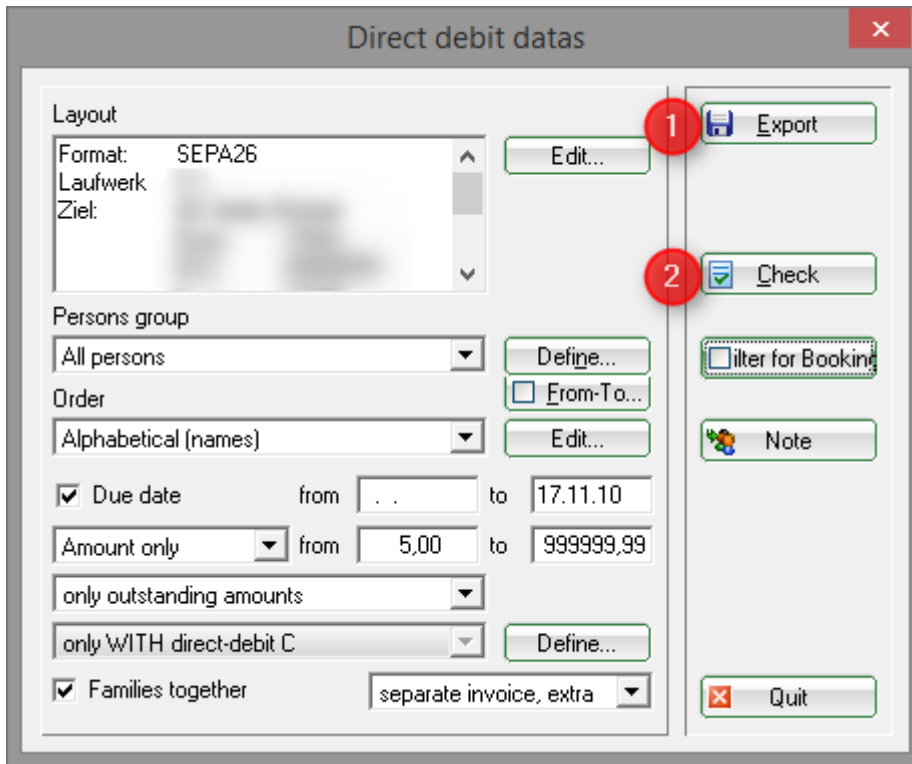 Direct debit datas
Layout
Format: SEPA26
Laufwerk
Ziel:
Edit...
1
Export
2
Check
Persons group
All persons
Define...
From-To...
ilter for Booking
Order
Alphabetical (names)
Edit...
Note
Due date from . . to 17.11.10
Amount only from 5,00 to 999999,99
only outstanding amounts
only WITH direct-debit C
Define...
Families together
separate invoice, extra
Quit